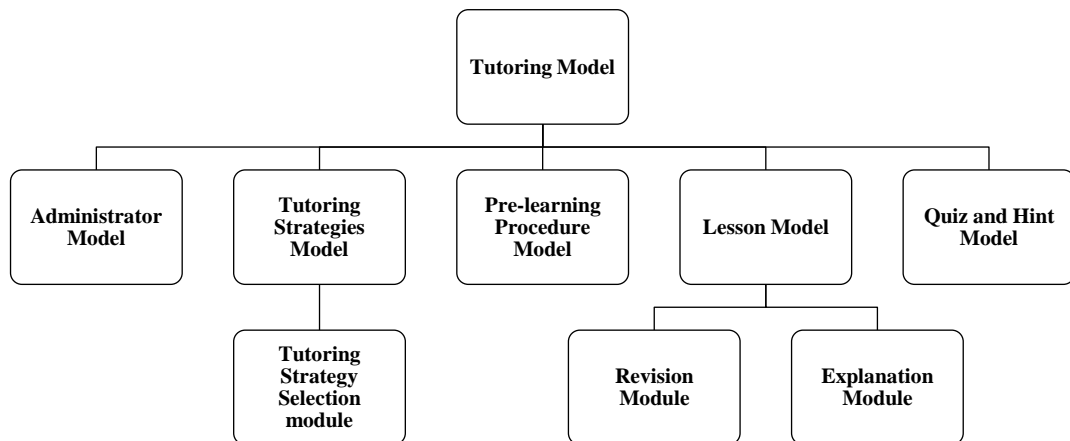 Tutoring Model
Administrator
Model
Tutoring
Strategies
Model
Pre-learning
Procedure
Model
Lesson Model
Quiz and Hint
Model
Tutoring
Strategy
Selection
module
Revision
Module
Explanation
Module